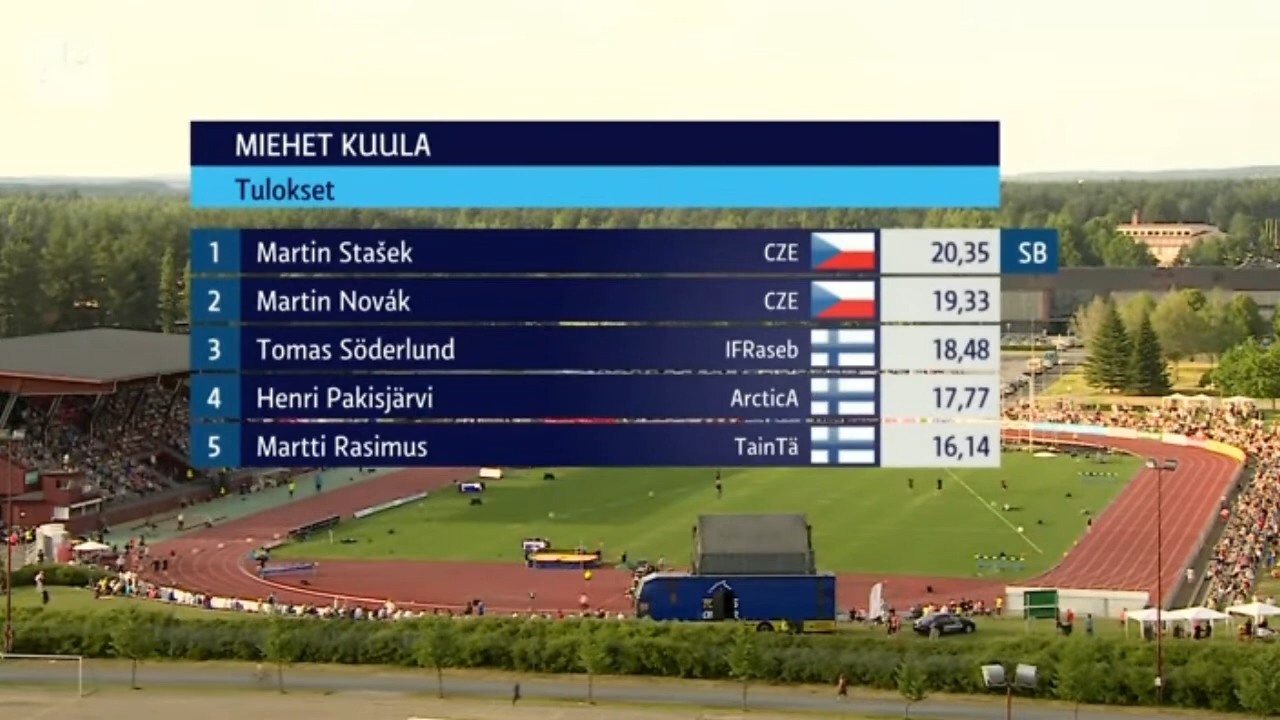 MIEHET KUULA
Tulokset
1 Martin Stašek CZE 20,35 SB
2 Martin Novák CZE 19,33
3 Tomas Söderlund IFRaseb 18,48
4 Henri Pakisjärvi ArcticA 17,77
5 Martti Rasimus TainTä 16,14